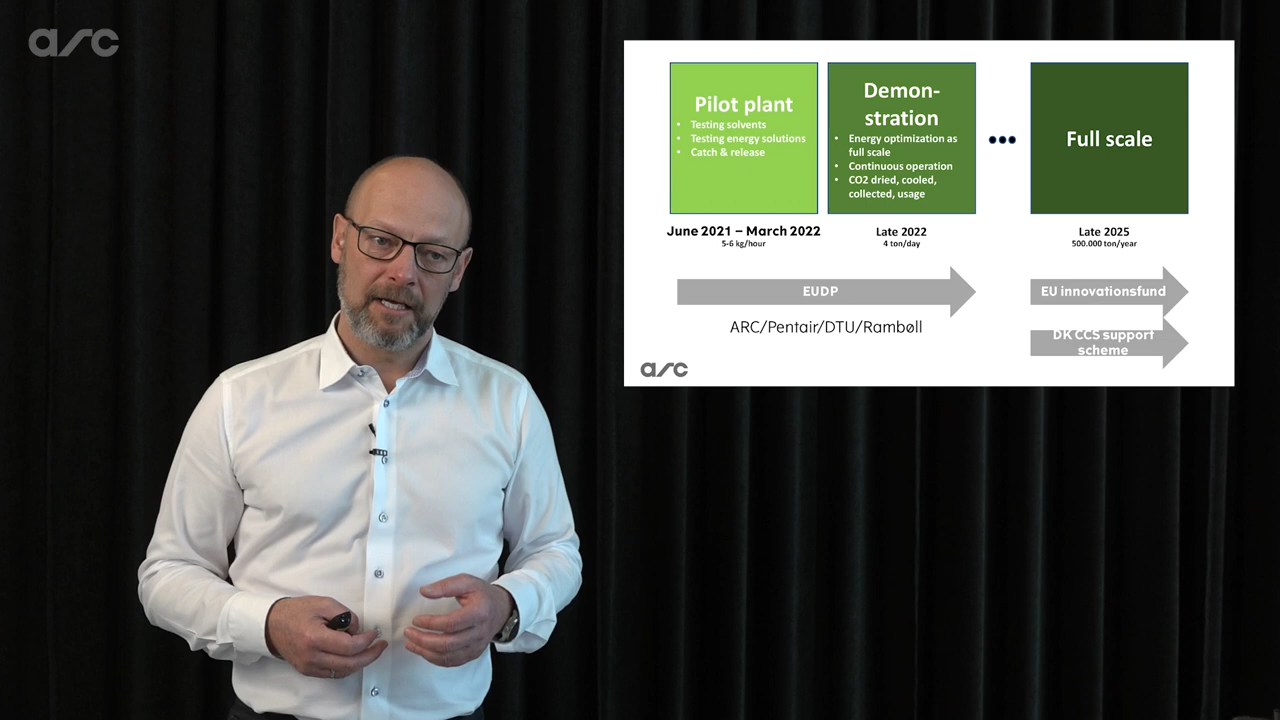 arc
Pilot plant
• Testing solvents
• Testing energy solutions
• Catch & release
Demon-
stration
• Energy optimization as
full scale
• Continuous operation
• CO2 dried, cooled,
collected, usage
•••
Full scale
June 2021 – March 2022
5-6 kg/hour
Late 2022
4 ton/day
Late 2025
500.000 ton/year
EUDP
EU innovationsfund
ARC/Pentair/DTU/Rambøll
DK CCS support
scheme
arc